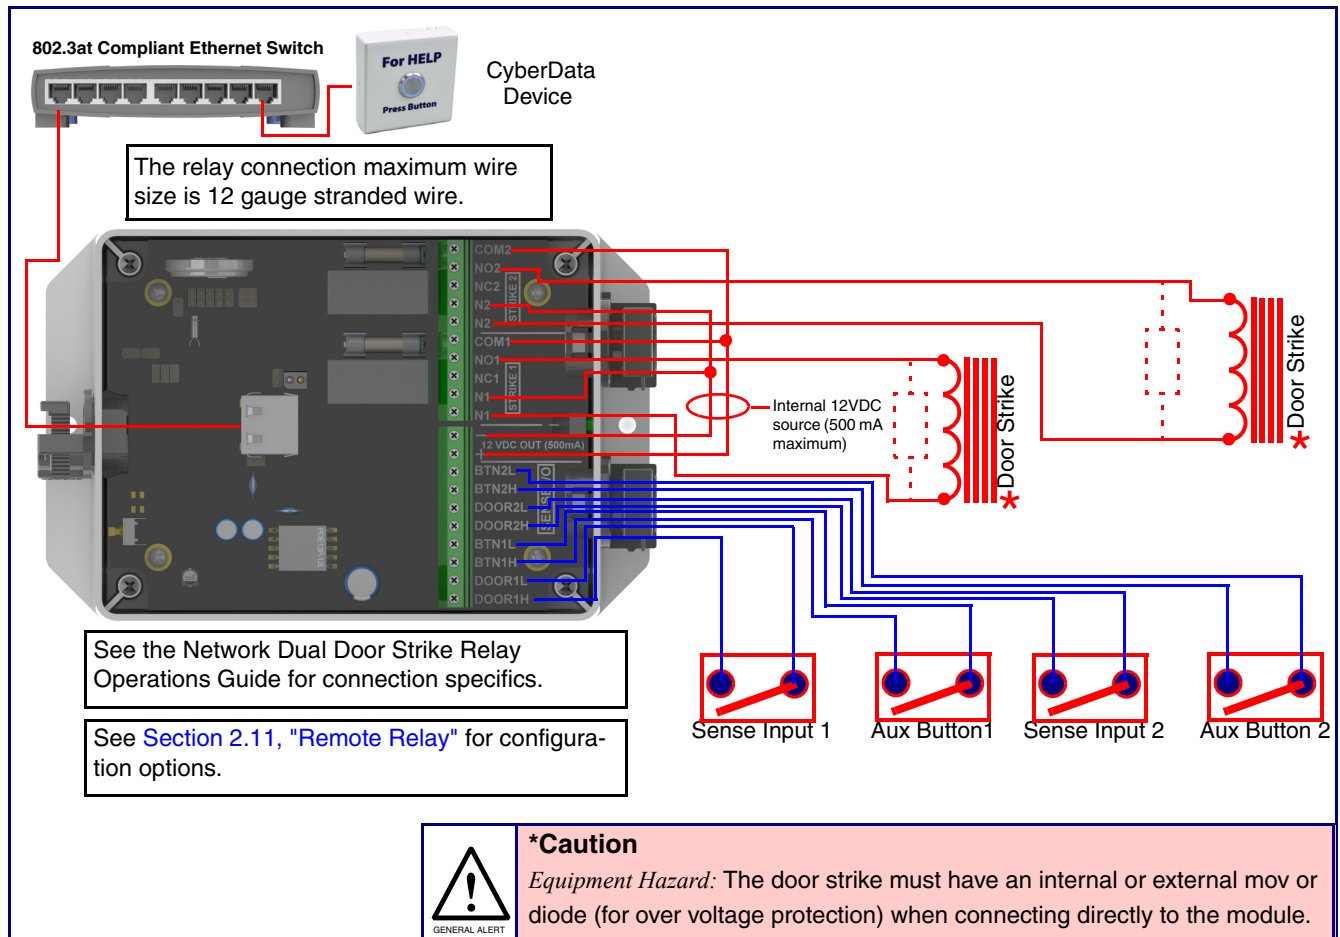 802.3at Compliant Ethernet Switch
For HELP
Press Button
CyberData
Device
The relay connection maximum wire
size is 12 gauge stranded wire.
COM2
NO2
NC2
N2
N2
STRIKE 2
COM1
NO1
NC1
N1
N1
STRIKE 1
−
12 VDC OUT (500mA)
+
BTN2L
BTN2H
DOOR2L
DOOR2H
BTN1L
BTN1H
DOOR1L
DOOR1H
Internal 12VDC
source (500 mA
maximum)
*Door Strike
*Door Strike
See the Network Dual Door Strike Relay
Operations Guide for connection specifics.
See Section 2.11, "Remote Relay" for configura-
tion options.
Sense Input 1
Aux Button1
Sense Input 2
Aux Button 2
GENERAL ALERT
*Caution
Equipment Hazard: The door strike must have an internal or external mov or
diode (for over voltage protection) when connecting directly to the module.